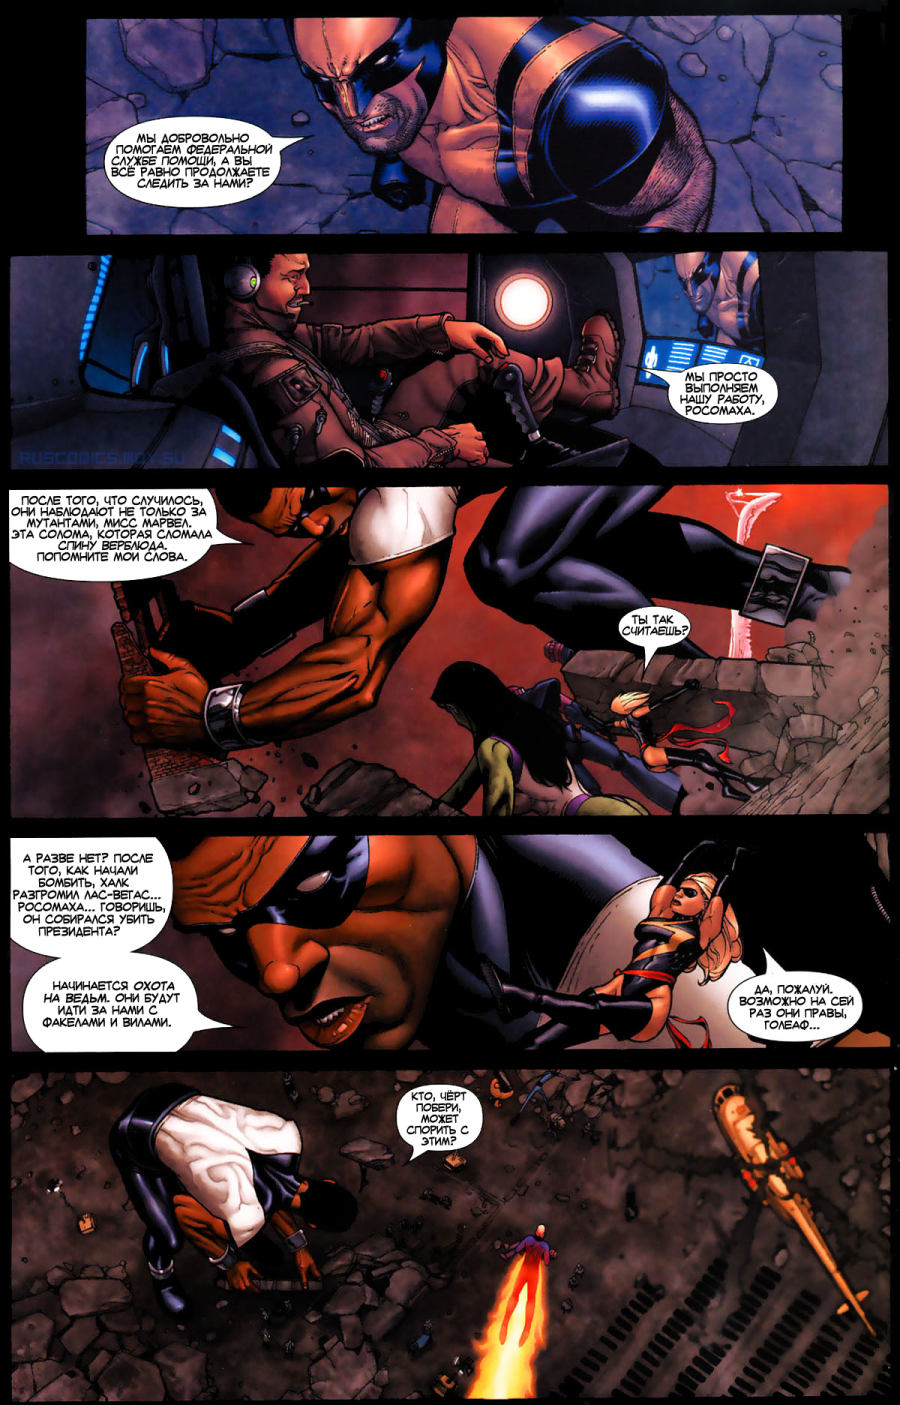 МЫ ДОБРОВОЛЬНО
ПОМОГАЕМ ФЕДЕРАЛЬНОЙ
СЛУЖБЕ ПОМОЩИ, А ВЫ
ВСЁ РАВНО ПРОДОЛЖАЕТЕ
СЛЕДИТЬ ЗА НАМИ?
МЫ ПРОСТО
ВЫПОЛНЯЕМ
НАШУ РАБОТУ,
РОСОМАХА.
RUSCOMICS.MOY.SU
ПОСЛЕ ТОГО, ЧТО СЛУЧИЛОСЬ,
ОНИ НАБЛЮДАЮТ НЕ ТОЛЬКО ЗА
МУТАНТАМИ, МИСС МАРВЕЛ.
ЭТА СОЛОМА, КОТОРАЯ СЛОМАЛА
СПИНУ ВЕРБЛЮДА.
ПОПОМНИТЕ МОИ СЛОВА.
ТЫ ТАК
СЧИТАЕШЬ?
А РАЗВЕ НЕТ? ПОСЛЕ
ТОГО, КАК НАЧАЛИ
БОМБИТЬ, ХАЛК
РАЗГРОМИЛ ЛАС-ВЕГАС...
РОСОМАХА... ГОВОРИШЬ,
ОН СОБИРАЛСЯ УБИТЬ
ПРЕЗИДЕНТА?
НАЧИНАЕТСЯ ОХОТА
НА ВЕДЬМ. ОНИ БУДУТ
ИДТИ ЗА НАМИ С
ФАКЕЛАМИ И ВИЛАМИ.
ДА, ПОЖАЛУЙ.
ВОЗМОЖНО НА СЕЙ
РАЗ ОНИ ПРАВЫ,
ГОЛЕАФ...
КТО, ЧЁРТ
ПОБЕРИ,
МОЖЕТ
СПОРИТЬ С
ЭТИМ?